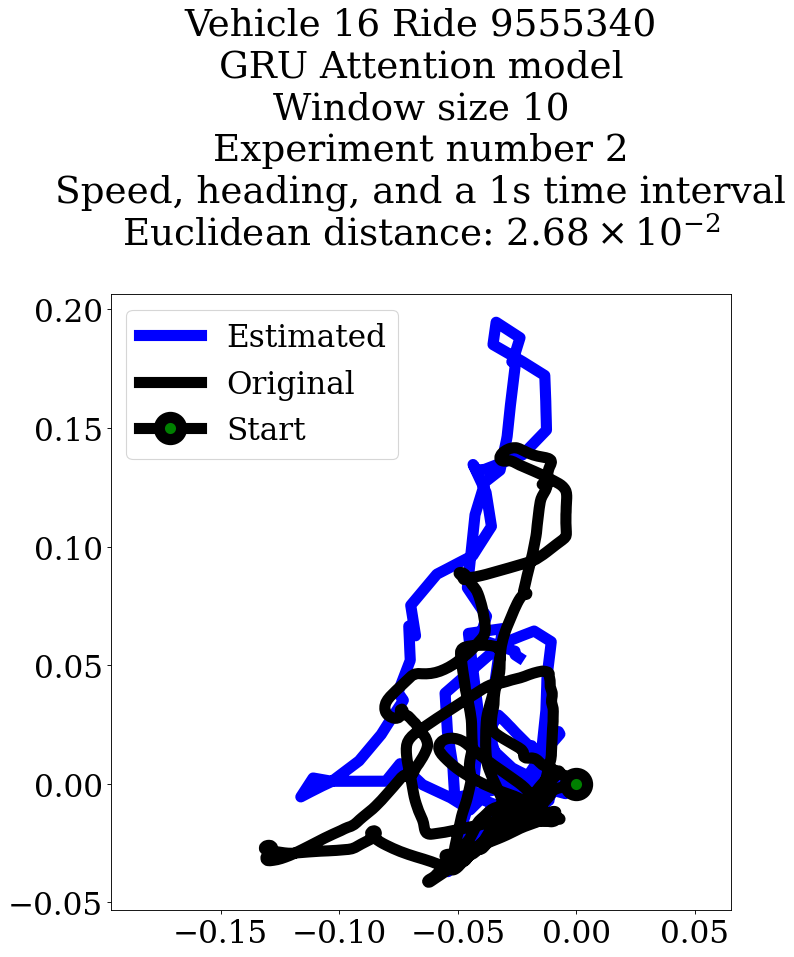 Vehicle 16 Ride 9555340
GRU Attention model
Window size 10
Experiment number 2
Speed, heading, and a 1s time interval
Euclidean distance: 2.68 × 10⁻²
Estimated
Original
Start
0.20
0.15
0.10
0.05
0.00
−0.05
−0.15 −0.10 −0.05 0.00 0.05